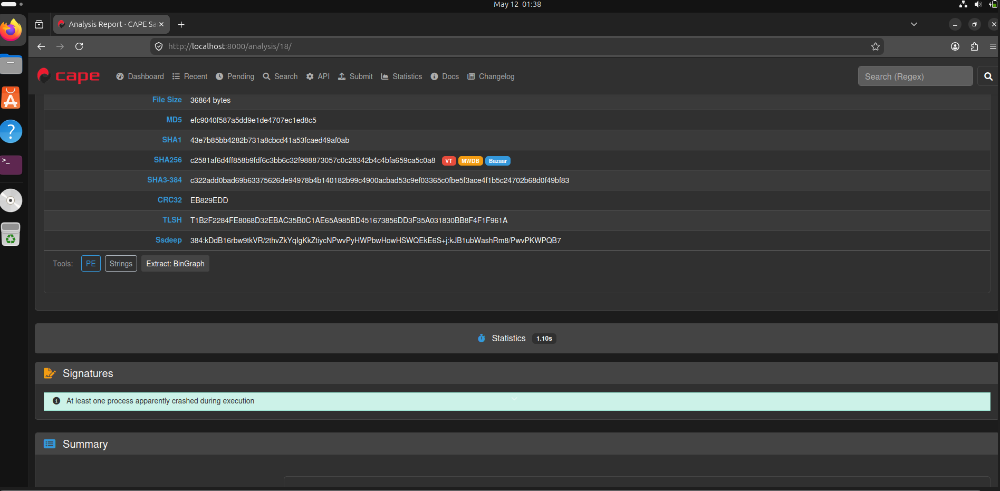 May 12 01:38
Analysis Report · CAPE Sa
http://localhost:8000/analysis/18/
cape Dashboard Recent Pending Search API Submit Statistics Docs Changelog Search (Regex)
File Size 36864 bytes
MD5 efc9040f587a5dd9e1de4707ec1ed8c5
SHA1 43e7b85bb4282b731a8cbcd41a53fcaed49af0ab
SHA256 c2581af6d4ff858b9fdf6c3bb6c32f988873057c0c28342b4c4bfa659ca5c0a8 VT MWDB Bazaar
SHA3-384 c322add0bad69b63375626de94978b4b140182b99c4900acbad53c9ef03365c0fbe5f3ace4f1b5c24702b68d0f49bf83
CRC32 EB829EDD
TLSH T1B2F2284FE8068D32EBAC35B0C1AE65A985BD451673856DD3F35A031830BB8F4F1F961A
Ssdeep 384:kDdB16rbw9tkVR/2thvZkYqIgKkZtiycNPwvPyHWPbwHowHSWQEkE6S+j:kJB1ubWashRm8/PwvPKWPQB7
Tools: PE Strings Extract: BinGraph
Statistics 1.10s
Signatures
At least one process apparently crashed during execution
Summary